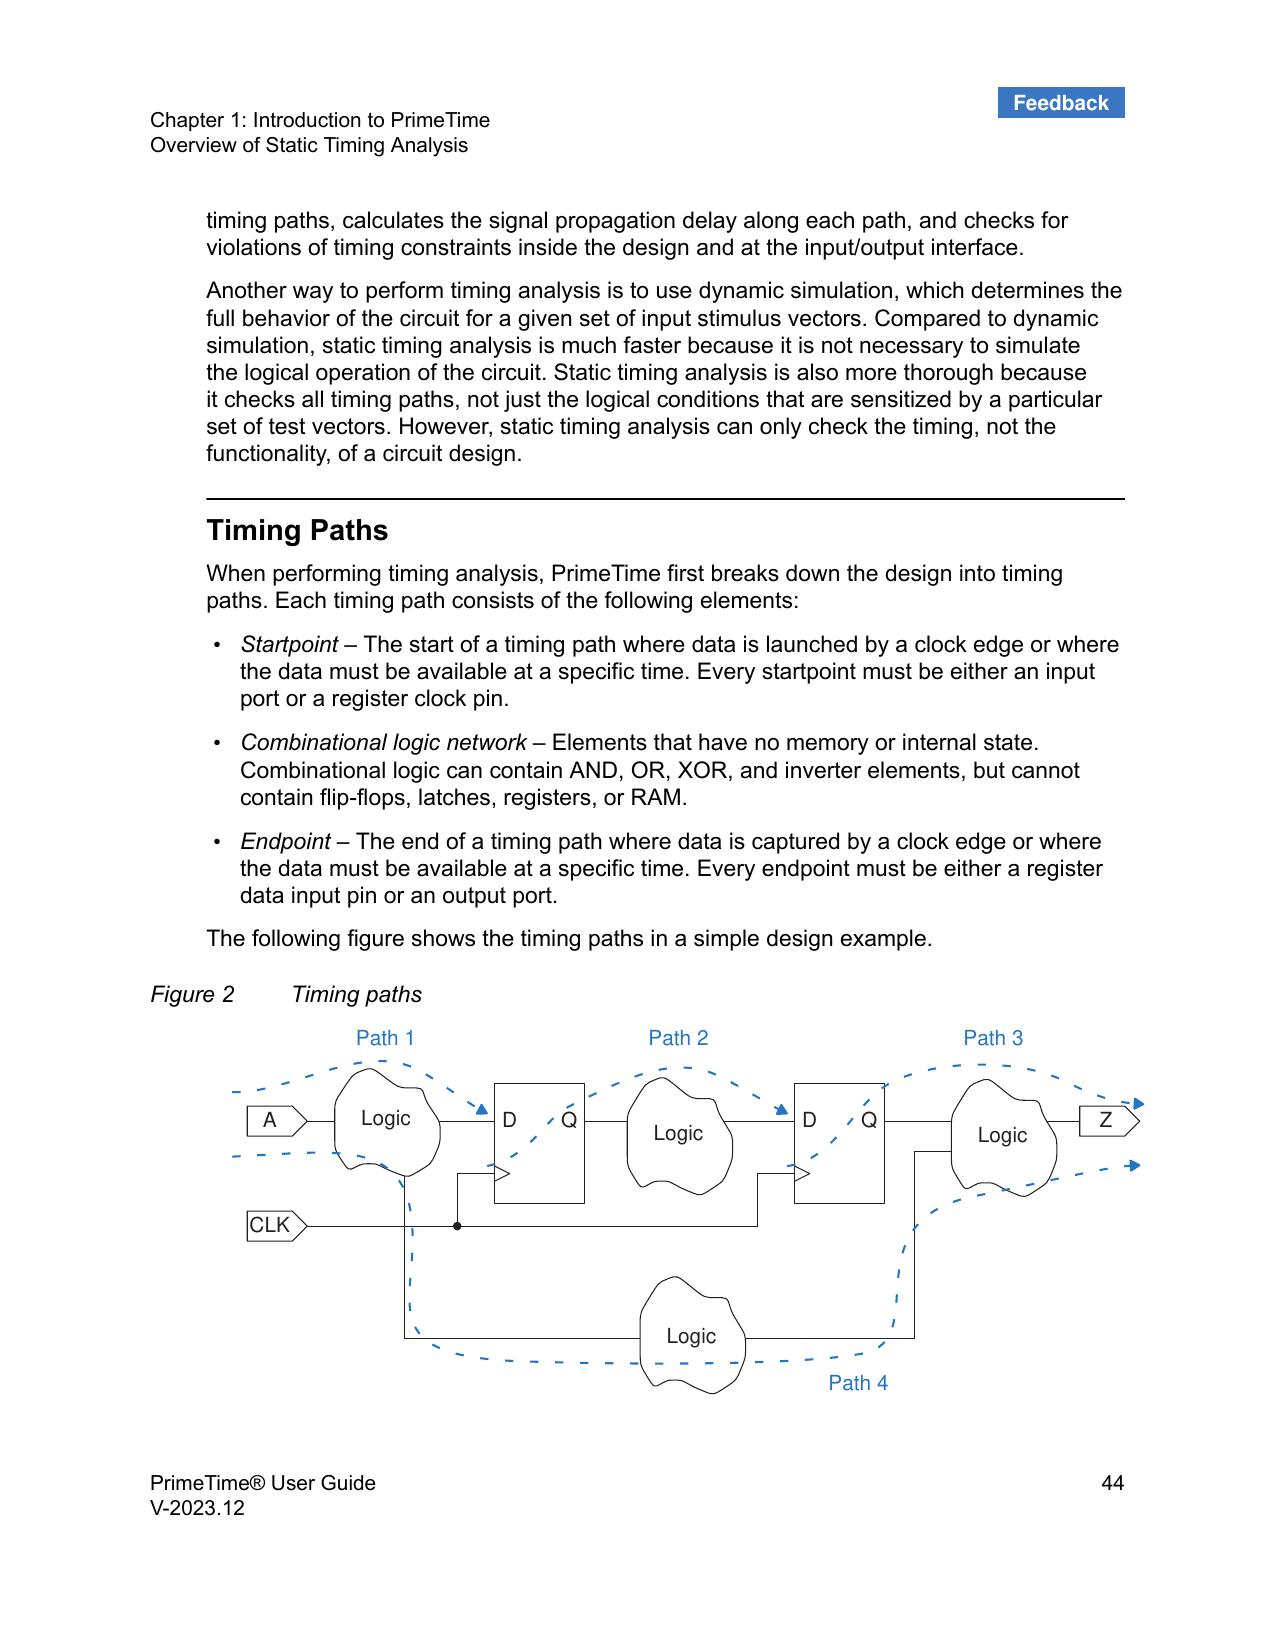 Feedback
Chapter 1: Introduction to PrimeTime
Overview of Static Timing Analysis
timing paths, calculates the signal propagation delay along each path, and checks for
violations of timing constraints inside the design and at the input/output interface.
Another way to perform timing analysis is to use dynamic simulation, which determines the
full behavior of the circuit for a given set of input stimulus vectors. Compared to dynamic
simulation, static timing analysis is much faster because it is not necessary to simulate
the logical operation of the circuit. Static timing analysis is also more thorough because
it checks all timing paths, not just the logical conditions that are sensitized by a particular
set of test vectors. However, static timing analysis can only check the timing, not the
functionality, of a circuit design.
Timing Paths
When performing timing analysis, PrimeTime first breaks down the design into timing
paths. Each timing path consists of the following elements:
• Startpoint – The start of a timing path where data is launched by a clock edge or where
the data must be available at a specific time. Every startpoint must be either an input
port or a register clock pin.
• Combinational logic network – Elements that have no memory or internal state.
Combinational logic can contain AND, OR, XOR, and inverter elements, but cannot
contain flip-flops, latches, registers, or RAM.
• Endpoint – The end of a timing path where data is captured by a clock edge or where
the data must be available at a specific time. Every endpoint must be either a register
data input pin or an output port.
The following figure shows the timing paths in a simple design example.
Figure 2 Timing paths
Path 1 Path 2 Path 3
A Logic D Q Logic D Q Logic Z
CLK
Logic
Path 4
PrimeTime® User Guide 44
V-2023.12